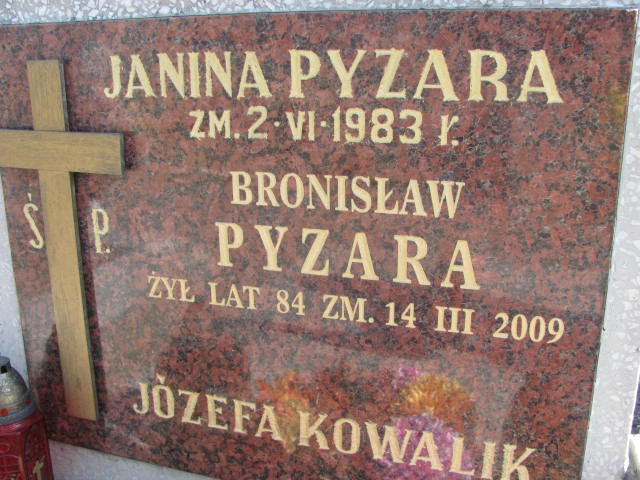 JANINA PYZARA
ZM. 2·VI·1983 r.
BRONISŁAW
PYZARA
Ś P.
ŻYŁ LAT 84 ZM. 14 III 2009
JÓZEFA KOWALIK